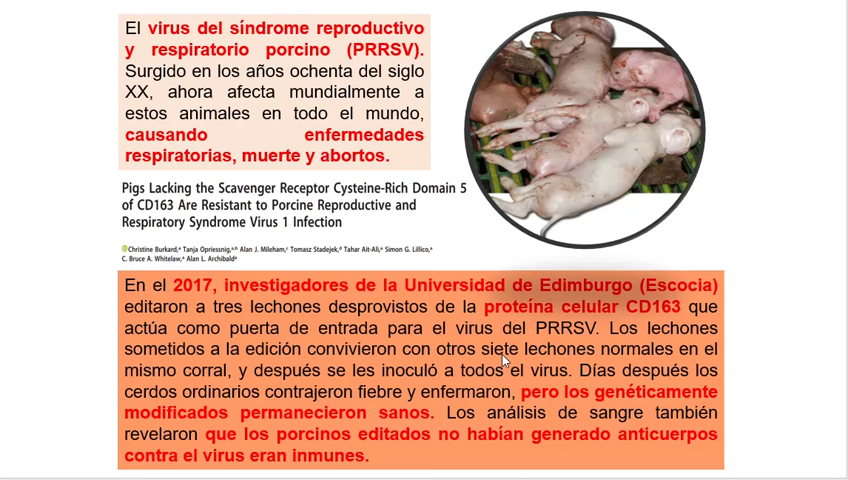 El virus del síndrome reproductivo
y respiratorio porcino (PRRSV).
Surgido en los años ochenta del siglo
XX, ahora afecta mundialmente a
estos animales en todo el mundo,
causando enfermedades
respiratorias, muerte y abortos.
Pigs Lacking the Scavenger Receptor Cysteine-Rich Domain 5
of CD163 Are Resistant to Porcine Reproductive and
Respiratory Syndrome Virus 1 Infection
Christine Burkard,ᵃ Tanja Opriessnig,ᵃ,ᵇ Alan J. Mileham,ᶜ Tomasz Stadejek,ᵈ Tahar Ait-Ali,ᵃ Simon G. Lillico,ᵃ
C. Bruce A. Whitelaw,ᵃ Alan L. Archibaldᵃ
En el 2017, investigadores de la Universidad de Edimburgo (Escocia)
editaron a tres lechones desprovistos de la proteína celular CD163 que
actúa como puerta de entrada para el virus del PRRSV. Los lechones
sometidos a la edición convivieron con otros siete lechones normales en el
mismo corral, y después se les inoculó a todos el virus. Días después los
cerdos ordinarios contrajeron fiebre y enfermaron, pero los genéticamente
modificados permanecieron sanos. Los análisis de sangre también
revelaron que los porcinos editados no habían generado anticuerpos
contra el virus eran inmunes.